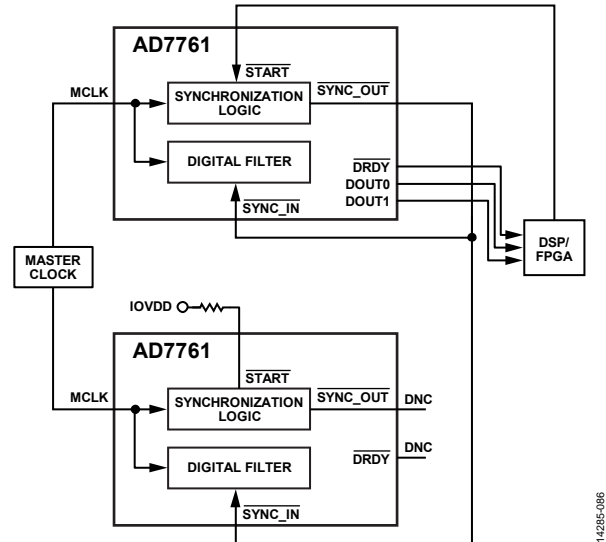 AD7761
START
MCLK
SYNCHRONIZATION
LOGIC
SYNC_OUT
DIGITAL FILTER
DRDY
DOUT0
DOUT1
SYNC_IN
DSP/
FPGA
MASTER
CLOCK
IOVDD
AD7761
START
MCLK
SYNCHRONIZATION
LOGIC
SYNC_OUT
DNC
DIGITAL FILTER
DRDY
DNC
SYNC_IN
14285-086